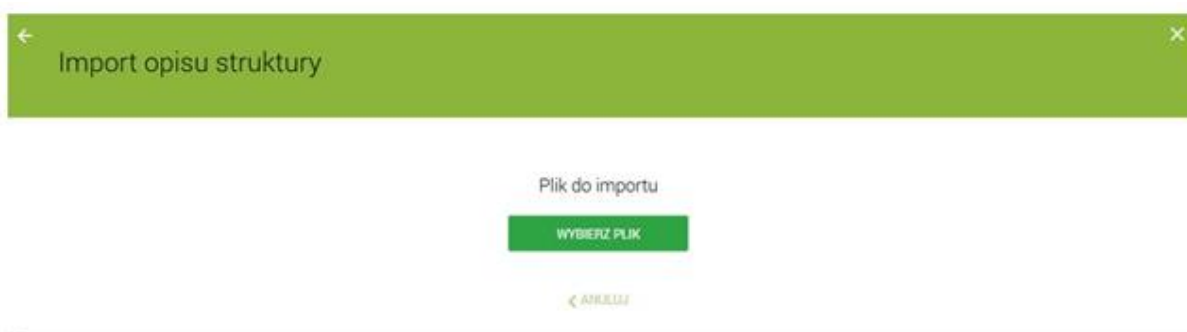 Import opisu struktury
Plik do importu
WYBIERZ PLIK
ANULUJ